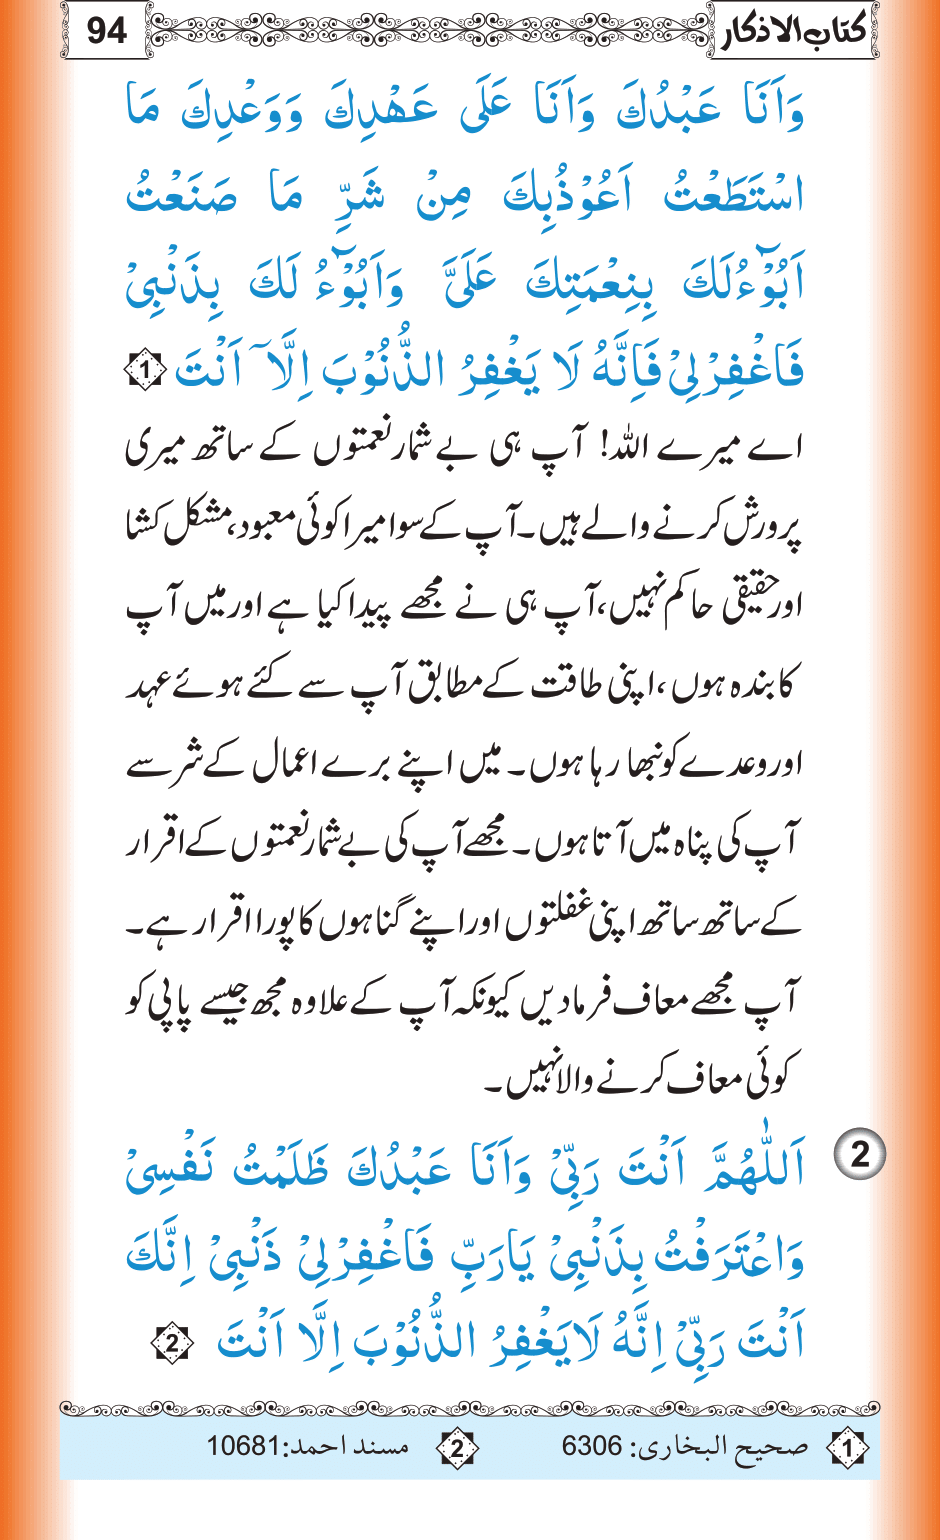 کتاب الاذکار 94
وَاَنَا عَبْدُكَ وَاَنَا عَلَى عَهْدِكَ وَوَعْدِكَ مَا
اسْتَطَعْتُ اَعُوْذُبِكَ مِنْ شَرِّ مَا صَنَعْتُ
اَبُوْٓءُلَكَ بِنِعْمَتِكَ عَلَىَّ وَاَبُوْٓءُ لَكَ بِذَنْبِىْ
فَاغْفِرْلِىْ فَاِنَّهُ لَا يَغْفِرُ الذُّنُوْبَ اِلَّآ اَنْتَ 1
اے میرے اللہ! آپ ہی بے شمار نعمتوں کے ساتھ میری
پرورش کرنے والے ہیں۔ آپ کے سوا میرا کوئی معبود، مشکل کشا
اور حقیقی حاکم نہیں، آپ ہی نے مجھے پیدا کیا ہے اور میں آپ
کا بندہ ہوں، اپنی طاقت کے مطابق آپ سے کئے ہوئے عہد
اور وعدے کو نبھا رہا ہوں۔ میں اپنے برے اعمال کے شر سے
آپ کی پناہ میں آتا ہوں۔ مجھے آپ کی بے شمار نعمتوں کے اقرار
کے ساتھ ساتھ اپنی غفلتوں اور اپنے گناہوں کا پورا اقرار ہے۔
آپ مجھے معاف فرمادیں کیونکہ آپ کے علاوہ مجھ جیسے پاپی کو
کوئی معاف کرنے والا نہیں۔
2 اَللّٰهُمَّ اَنْتَ رَبِّىْ وَاَنَا عَبْدُكَ ظَلَمْتُ نَفْسِىْ
وَاعْتَرَفْتُ بِذَنْبِىْ يَارَبِّ فَاغْفِرْلِىْ ذَنْبِىْ اِنَّكَ
اَنْتَ رَبِّىْ اِنَّهُ لَايَغْفِرُ الذُّنُوْبَ اِلَّا اَنْتَ 2
1 صحیح البخاری: 6306 2 مسند احمد:10681